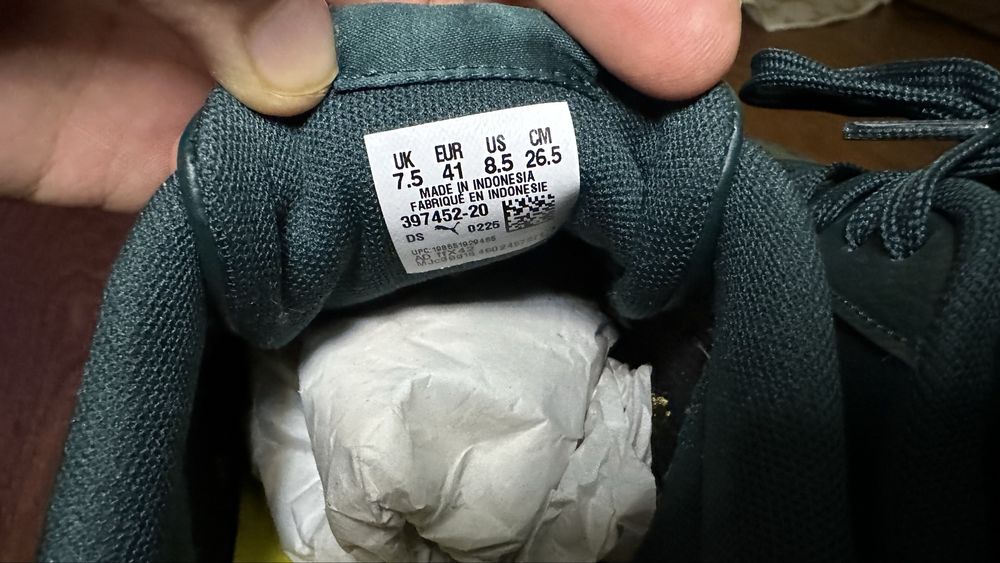 UK EUR US CM
7.5 41 8.5 26.5
MADE IN INDONESIA
FABRIQUÉ EN INDONESIE
397452-20
DS 0225